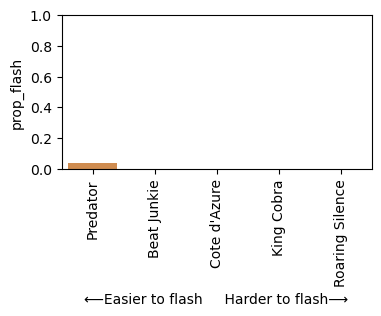 1.0
0.8
0.6
0.4
0.2
0.0
prop_flash
Predator
Beat Junkie
Cote d'Azure
King Cobra
Roaring Silence
⟵Easier to flash     Harder to flash⟶